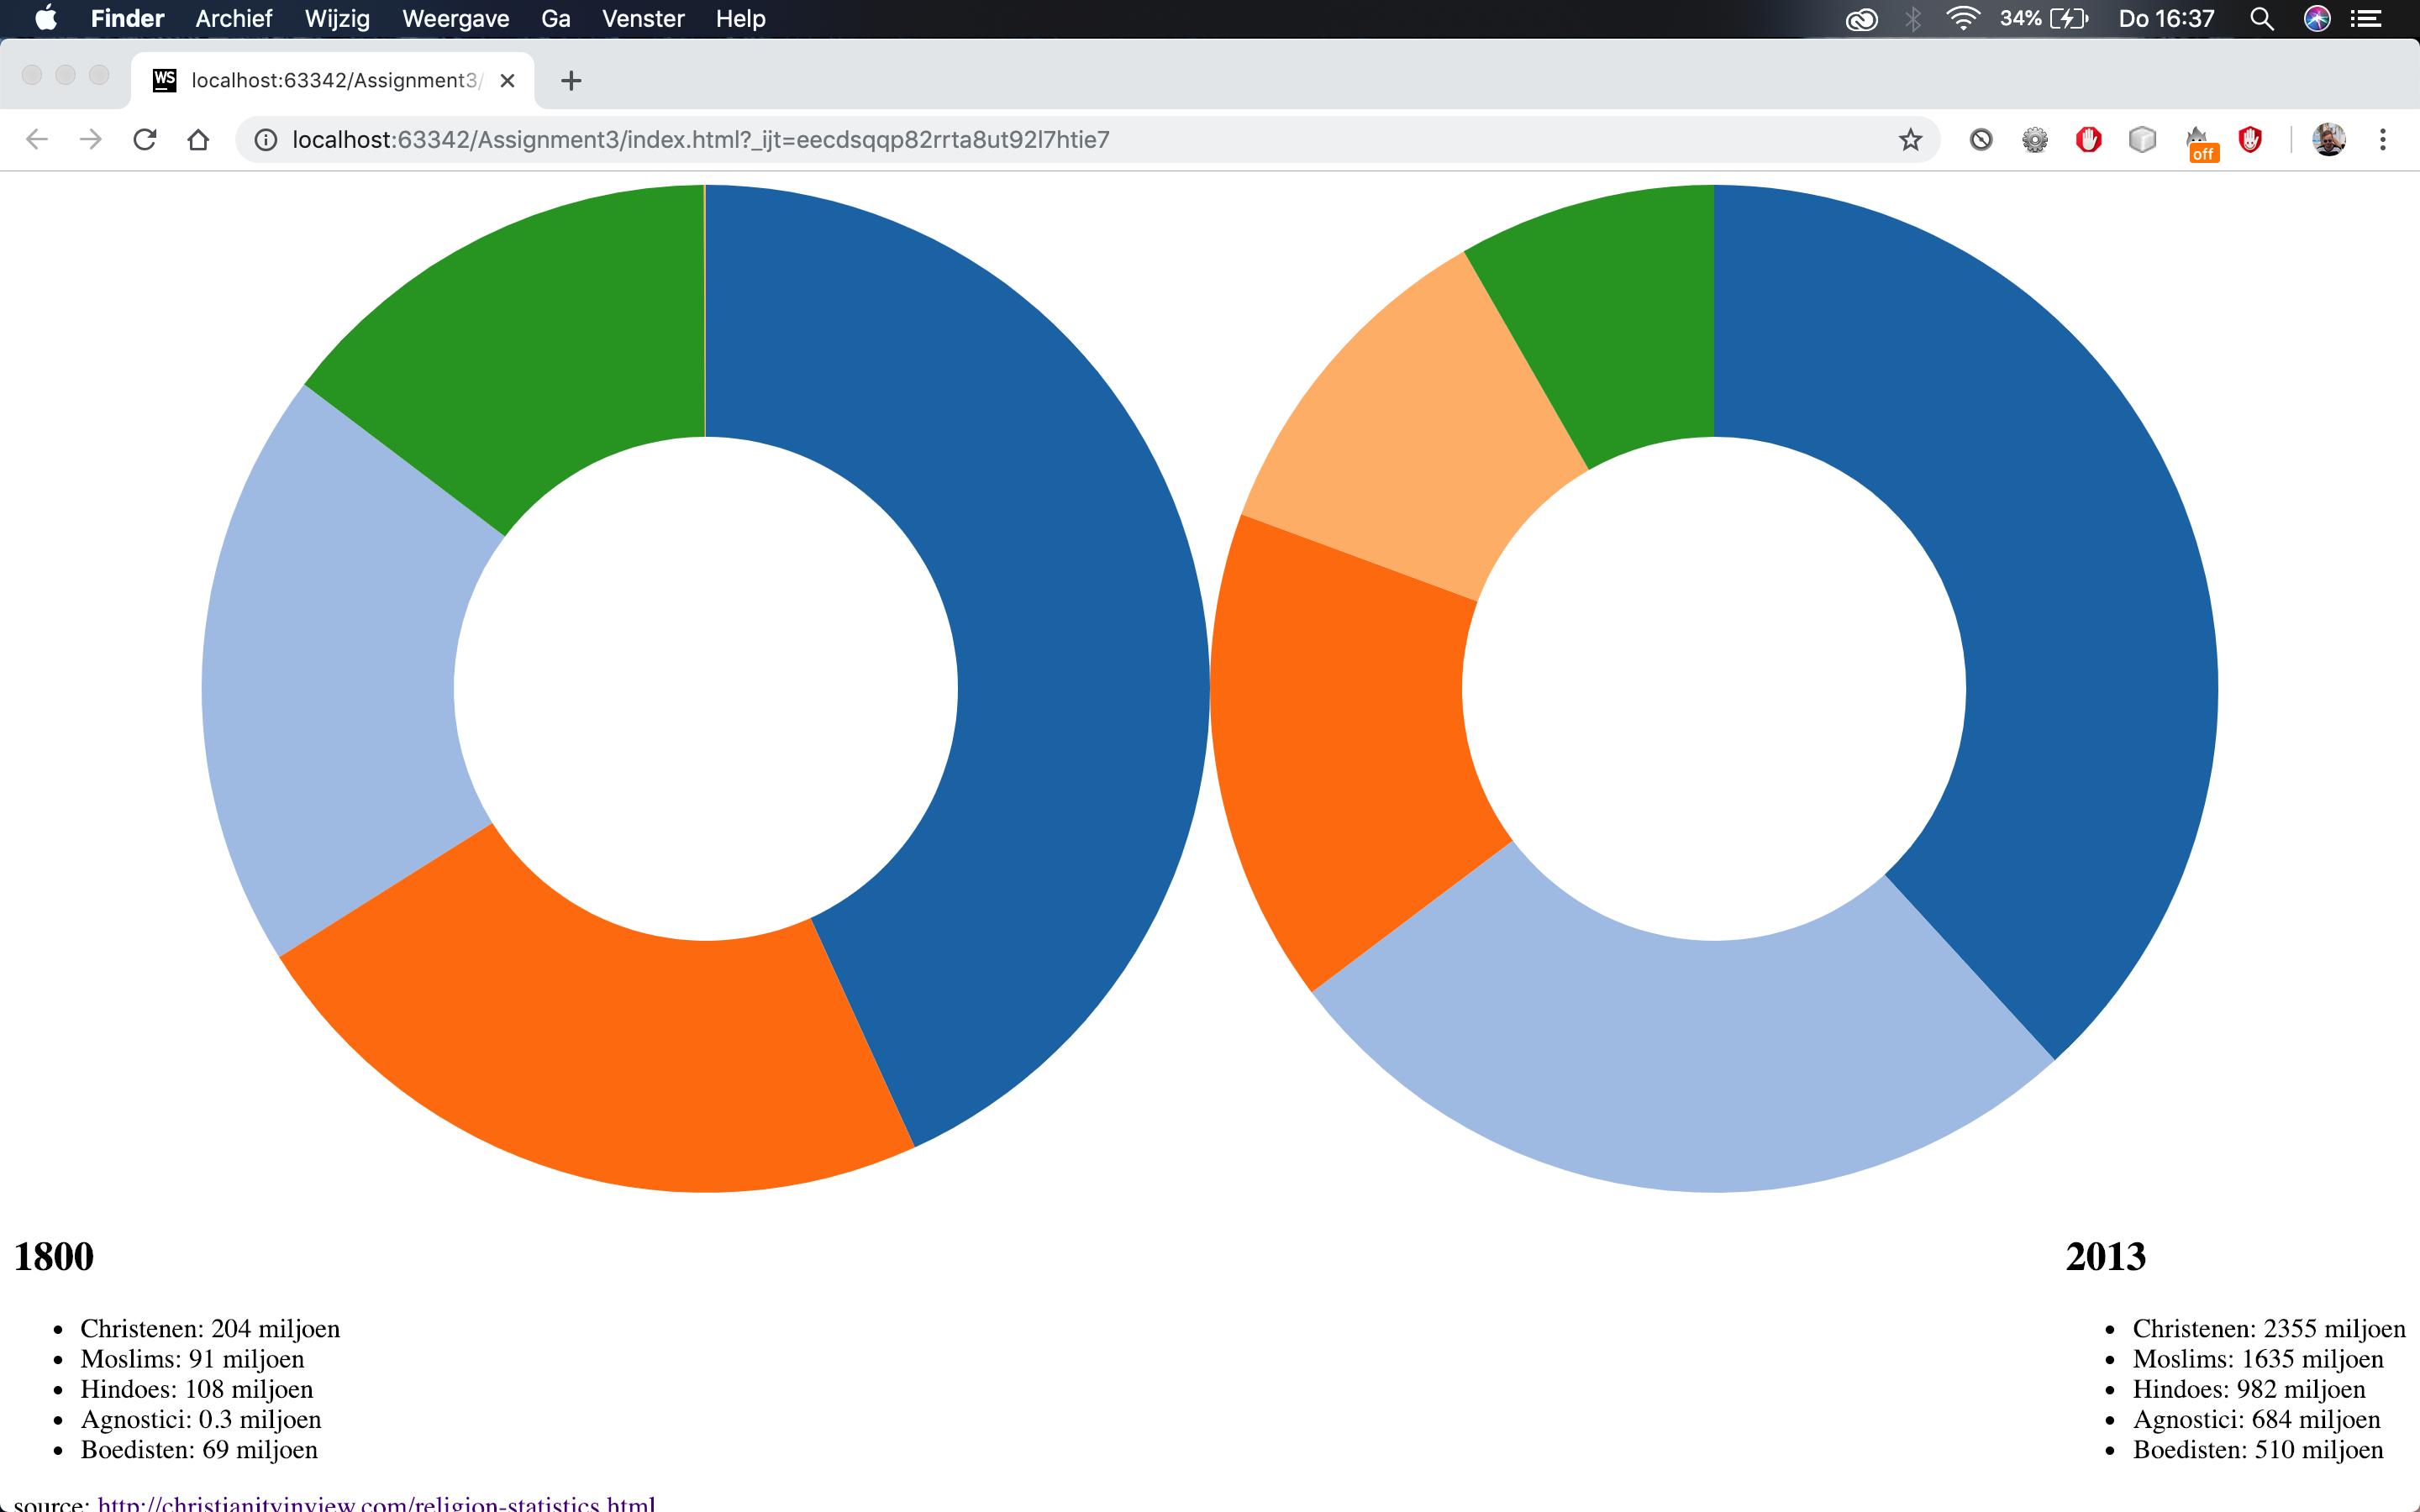 Finder Archief Wijzig Weergave Ga Venster Help 34% Do 16:37
WS localhost:63342/Assignment3/
localhost:63342/Assignment3/index.html?_ijt=eecdsqqp82rrta8ut92l7htie7
off
1800
• Christenen: 204 miljoen
• Moslims: 91 miljoen
• Hindoes: 108 miljoen
• Agnostici: 0.3 miljoen
• Boedisten: 69 miljoen
2013
• Christenen: 2355 miljoen
• Moslims: 1635 miljoen
• Hindoes: 982 miljoen
• Agnostici: 684 miljoen
• Boedisten: 510 miljoen
source: http://christianityinview.com/religion-statistics.html